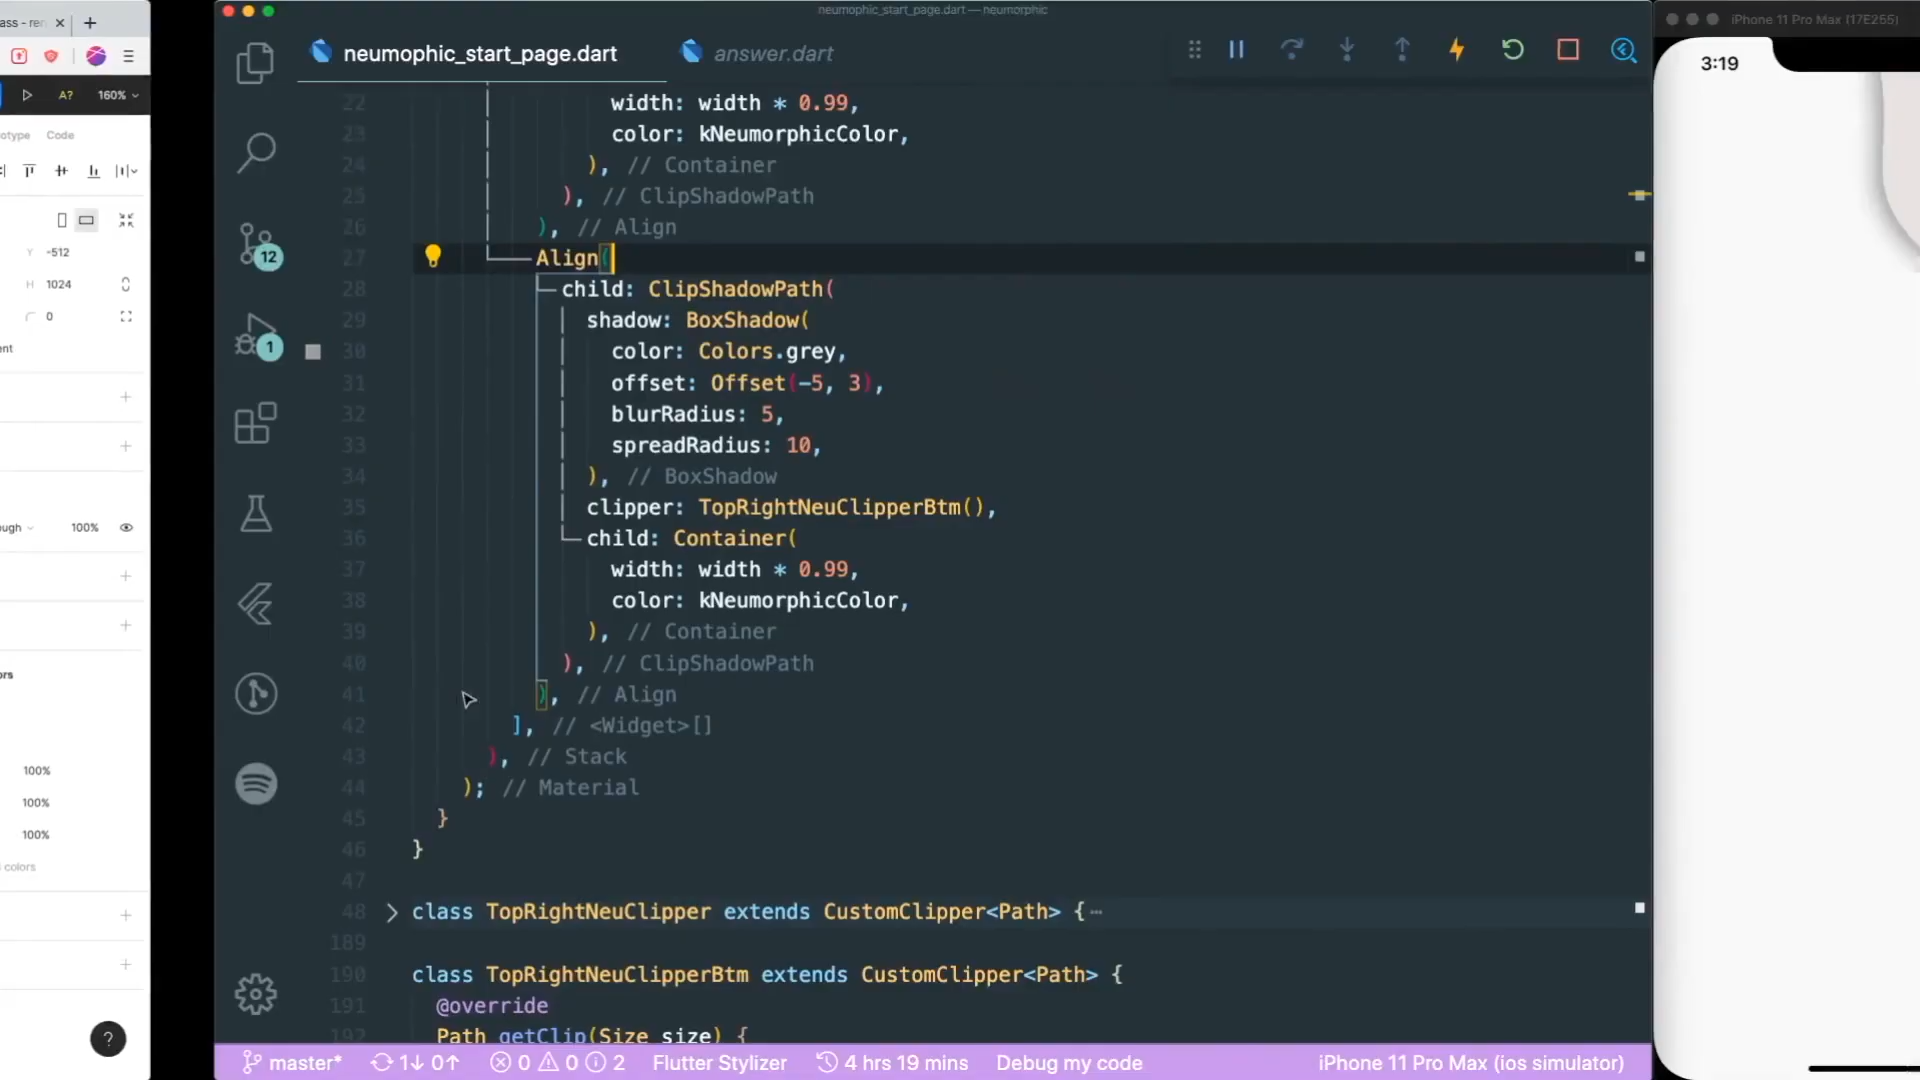 neumophic_start_page.dart — neumorphic
iPhone 11 Pro Max (17E255)
neumophic_start_page.dart
answer.dart
3:19
A?
160%
Code
Y -512
H 1024
0
100%
100%
100%
100%
colors
?
12
1
22 width: width * 0.99,
23 color: kNeumorphicColor,
24 ), // Container
25 ), // ClipShadowPath
26 ), // Align
27 Align(
28 child: ClipShadowPath(
29 shadow: BoxShadow(
30 color: Colors.grey,
31 offset: Offset(-5, 3),
32 blurRadius: 5,
33 spreadRadius: 10,
34 ), // BoxShadow
35 clipper: TopRightNeuClipperBtm(),
36 child: Container(
37 width: width * 0.99,
38 color: kNeumorphicColor,
39 ), // Container
40 ), // ClipShadowPath
41 ), // Align
42 ], // <Widget>[]
43 ), // Stack
44 ); // Material
45 }
46 }
47
48 class TopRightNeuClipper extends CustomClipper<Path> {…
189
190 class TopRightNeuClipperBtm extends CustomClipper<Path> {
191 @override
192 Path getClip(Size size) {
master* 1↓ 0↑ 0 0 2 Flutter Stylizer 4 hrs 19 mins Debug my code iPhone 11 Pro Max (ios simulator)